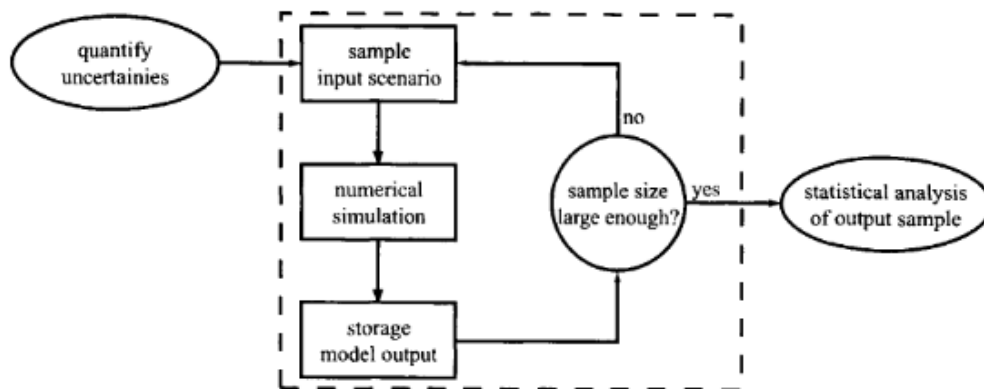 quantify
uncertainies
sample
input scenario
numerical
simulation
storage
model output
no
sample size
large enough?
yes
statistical analysis
of output sample